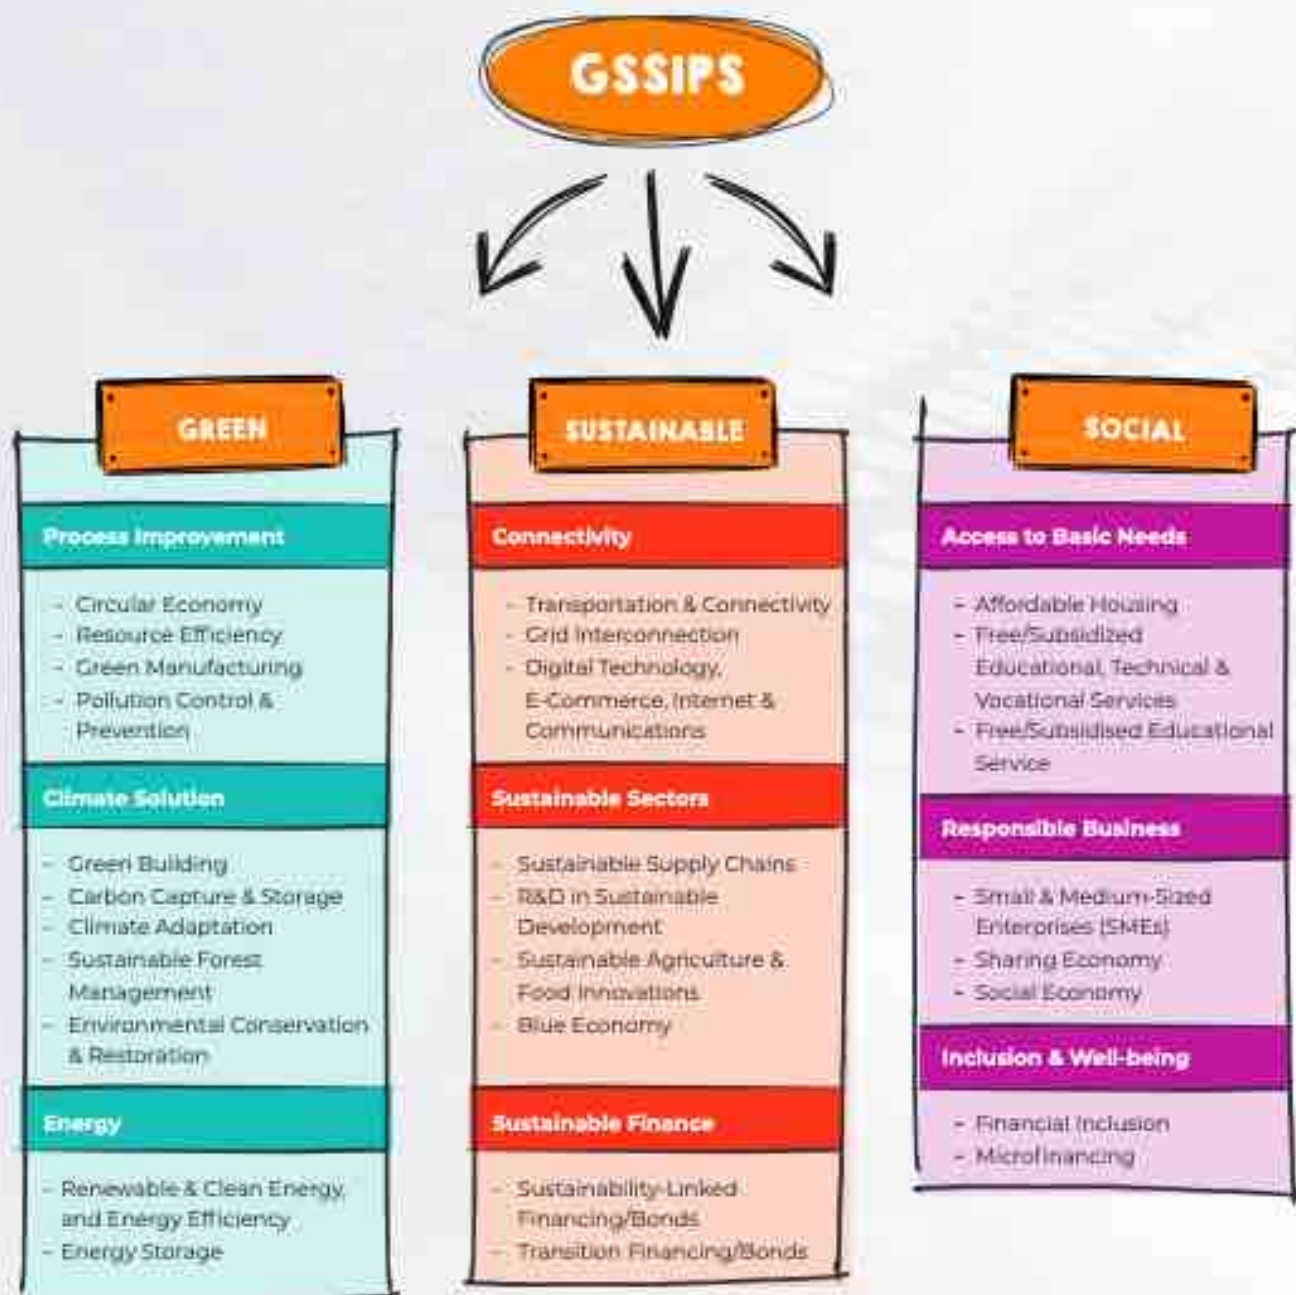 GSSIPS
GREEN
Process Improvement
- Circular Economy
- Resource Efficiency
- Green Manufacturing
- Pollution Control &
Prevention
Climate Solution
- Green Building
- Carbon Capture & Storage
- Climate Adaptation
- Sustainable Forest
Management
- Environmental Conservation
& Restoration
Energy
- Renewable & Clean Energy,
and Energy Efficiency
- Energy Storage
SUSTAINABLE
Connectivity
- Transportation & Connectivity
- Grid Interconnection
- Digital Technology,
E-Commerce, Internet &
Communications
Sustainable Sectors
- Sustainable Supply Chains
- R&D in Sustainable
Development
- Sustainable Agriculture &
Food Innovations
- Blue Economy
Sustainable Finance
- Sustainability-Linked
Financing/Bonds
- Transition Financing/Bonds
SOCIAL
Access to Basic Needs
- Affordable Housing
- Free/Subsidized
Educational, Technical &
Vocational Services
- Free/Subsidised Educational
Service
Responsible Business
- Small & Medium-Sized
Enterprises (SMEs)
- Sharing Economy
- Social Economy
Inclusion & Well-being
- Financial Inclusion
- Microfinancing